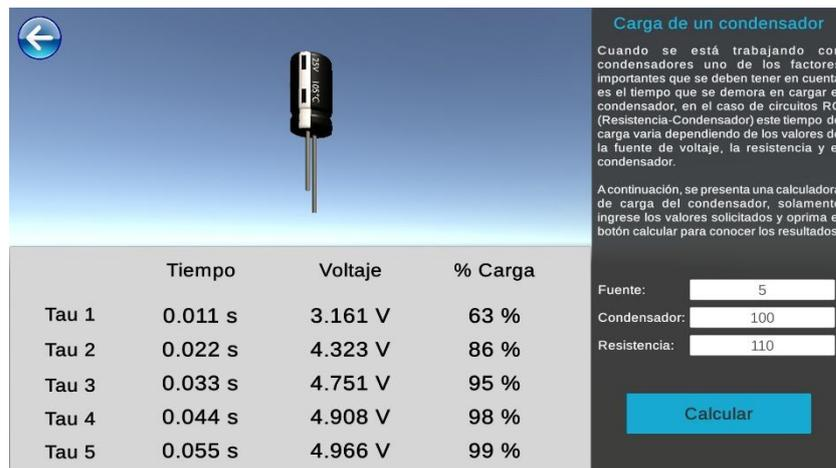 Carga de un condensador
Cuando se está trabajando con
condensadores uno de los factores
importantes que se deben tener en cuenta
es el tiempo que se demora en cargar e
condensador, en el caso de circuitos RC
(Resistencia-Condensador) este tiempo de
carga varia dependiendo de los valores de
la fuente de voltaje, la resistencia y e
condensador.
A continuación, se presenta una calculadora
de carga del condensador, solamente
ingrese los valores solicitados y oprima e
botón calcular para conocer los resultados
Fuente: 5
Condensador: 100
Resistencia: 110
Calcular
25V 105°C
Tiempo Voltaje % Carga
Tau 1 0.011 s 3.161 V 63 %
Tau 2 0.022 s 4.323 V 86 %
Tau 3 0.033 s 4.751 V 95 %
Tau 4 0.044 s 4.908 V 98 %
Tau 5 0.055 s 4.966 V 99 %